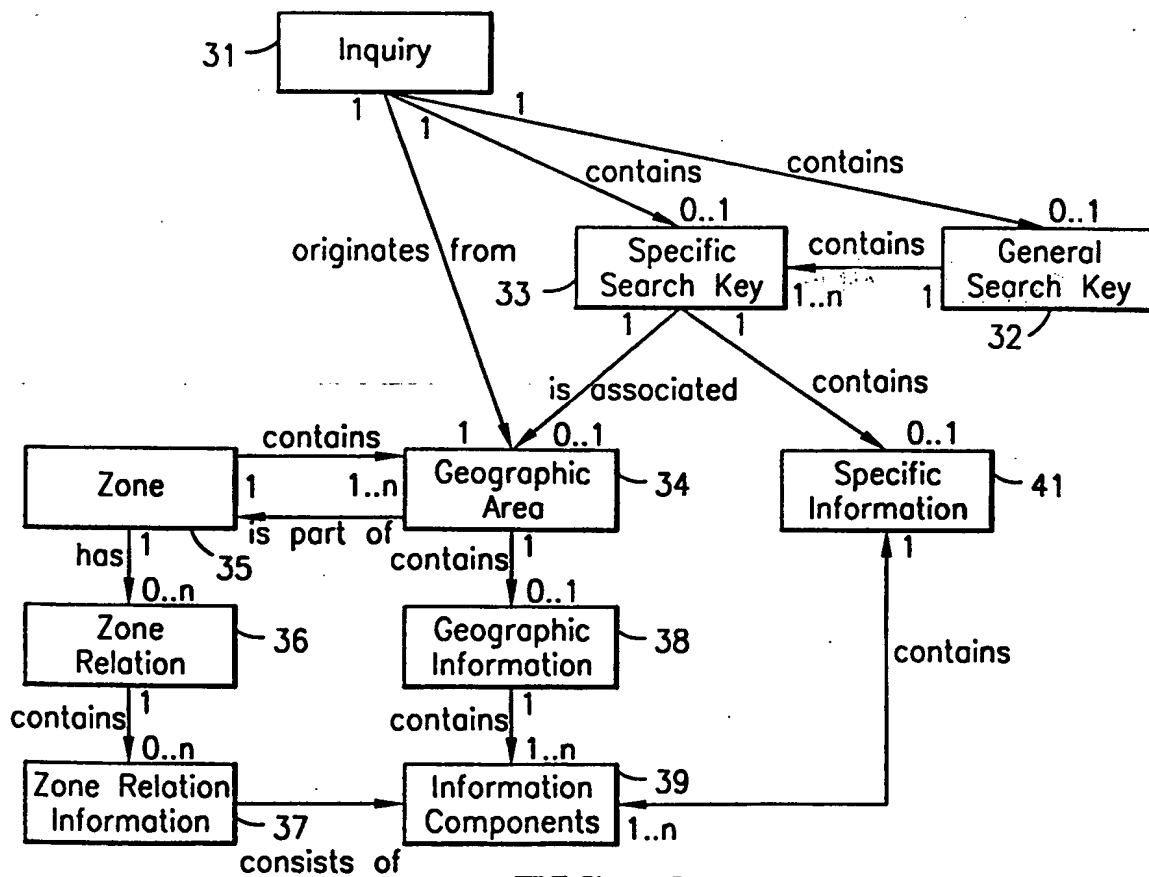 31
Inquiry
1
1
1
contains
contains
0..1
0..1
originates from
Specific
Search Key
contains
General
Search Key
33
1..n
1
1
1
32
is associated
contains
contains
1
0..1
0..1
Zone
1
1..n
Geographic
Area
34
Specific
Information
41
is part of
has
1
35
contains
1
1
0..n
0..1
Zone
Relation
36
Geographic
Information
38
contains
contains
1
contains
1
0..n
1..n
Zone Relation
Information
37
Information
Components
39
1..n
consists of